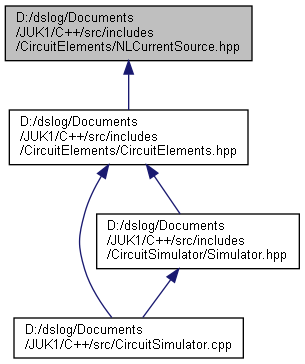 D:/dslog/Documents
/JUK1/C++/src/includes
/CircuitElements/NLCurrentSource.hpp
D:/dslog/Documents
/JUK1/C++/src/includes
/CircuitElements/CircuitElements.hpp
D:/dslog/Documents
/JUK1/C++/src/includes
/CircuitSimulator/Simulator.hpp
D:/dslog/Documents
/JUK1/C++/src/CircuitSimulator.cpp